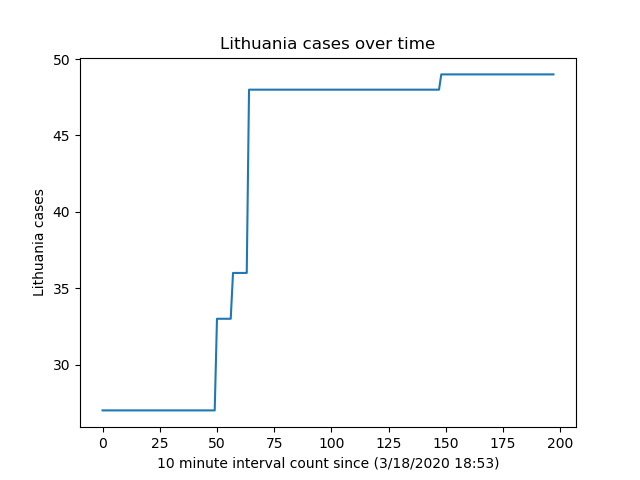 Lithuania cases over time
50
45
40
35
30
Lithuania cases
0 25 50 75 100 125 150 175 200
10 minute interval count since (3/18/2020 18:53)